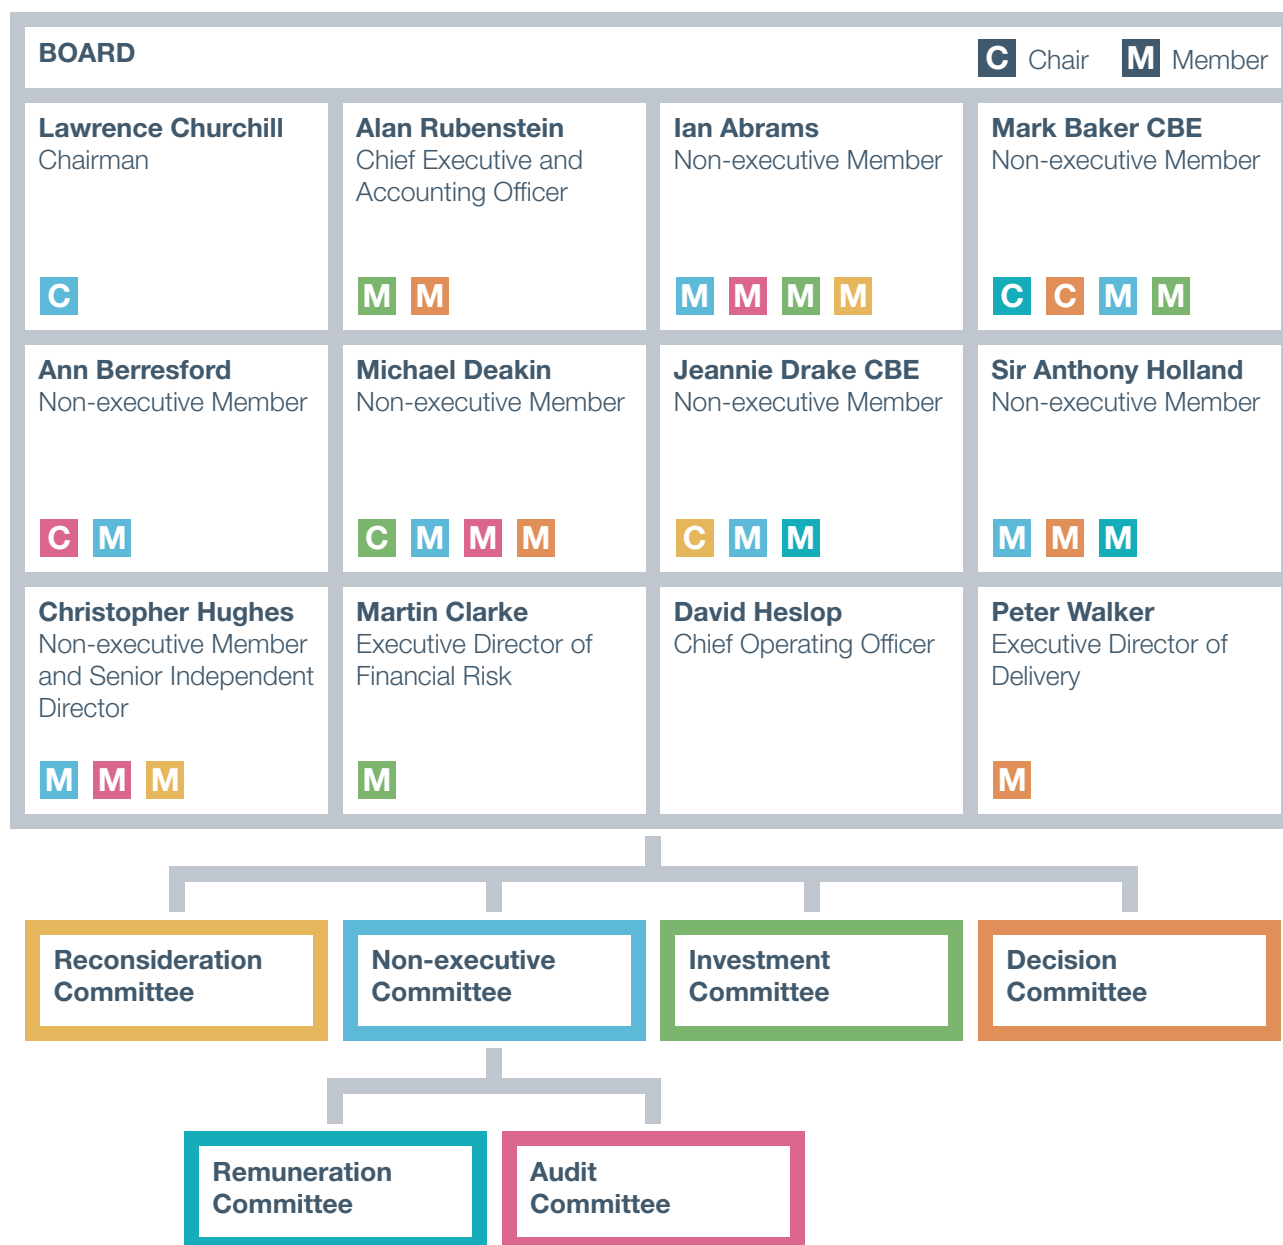 BOARD
C Chair M Member
Lawrence Churchill
Chairman
C
Alan Rubenstein
Chief Executive and
Accounting Officer
M M
Ian Abrams
Non-executive Member
M M M M
Mark Baker CBE
Non-executive Member
C C M M
Ann Berresford
Non-executive Member
C M
Michael Deakin
Non-executive Member
C M M M
Jeannie Drake CBE
Non-executive Member
C M M
Sir Anthony Holland
Non-executive Member
M M M
Christopher Hughes
Non-executive Member
and Senior Independent
Director
M M M
Martin Clarke
Executive Director of
Financial Risk
M
David Heslop
Chief Operating Officer
Peter Walker
Executive Director of
Delivery
M
Reconsideration
Committee
Non-executive
Committee
Investment
Committee
Decision
Committee
Remuneration
Committee
Audit
Committee